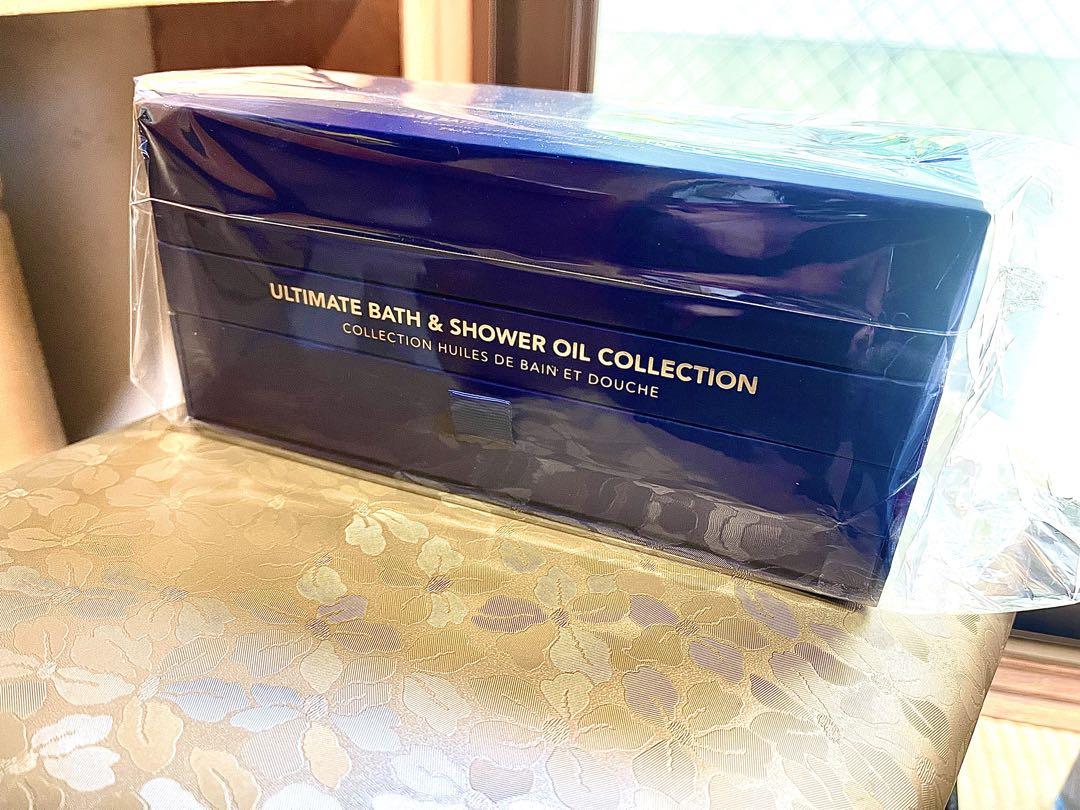 ULTIMATE BATH & SHOWER OIL COLLECTION
COLLECTION HUILES DE BAIN ET DOUCHE